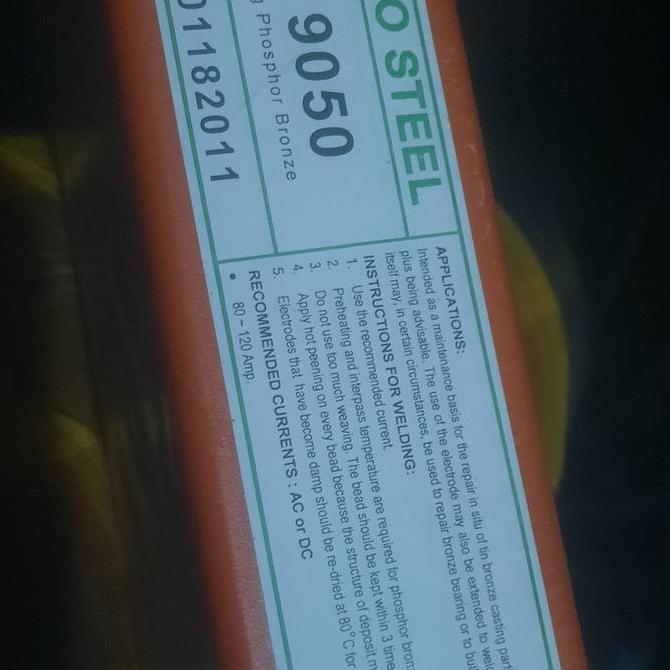 O STEEL
9050
Phosphor Bronze
01182011
APPLICATIONS:
Intended as a maintenance basis for the repair in situ of tin bronze casting
plus being advisable. The use of the electrode may also be extended to
itself may, in certain circumstances, be used to repair bronze bearing or to
INSTRUCTIONS FOR WELDING:
1. Use the recommended current.
2. Preheating and interpass temperature are required for phosphor
3. Do not use too much weaving. The bead should be kept within 3
4. Apply hot peening on every bead because the structure of deposit
5. Electrodes that have become damp should be re-dried at 80°C for
RECOMMENDED CURRENTS : AC or DC
• 80 – 120 Amp.